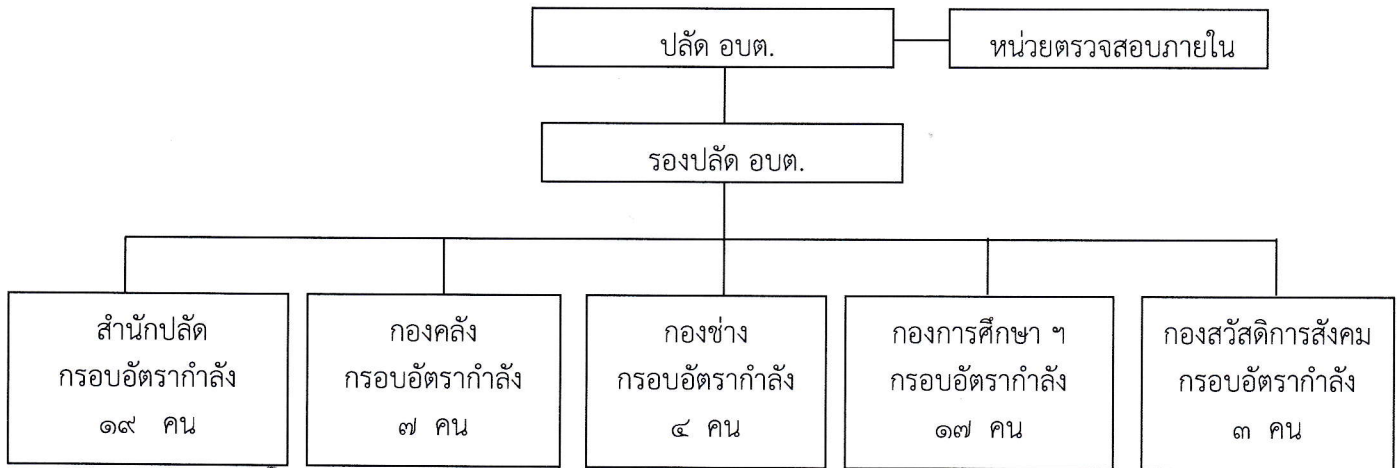 ปลัด อบต.
หน่วยตรวจสอบภายใน
รองปลัด อบต.
สำนักปลัด
กรอบอัตรากำลัง
๑๙ คน
กองคลัง
กรอบอัตรากำลัง
๗ คน
กองช่าง
กรอบอัตรากำลัง
๔ คน
กองการศึกษา ฯ
กรอบอัตรากำลัง
๑๗ คน
กองสวัสดิการสังคม
กรอบอัตรากำลัง
๓ คน